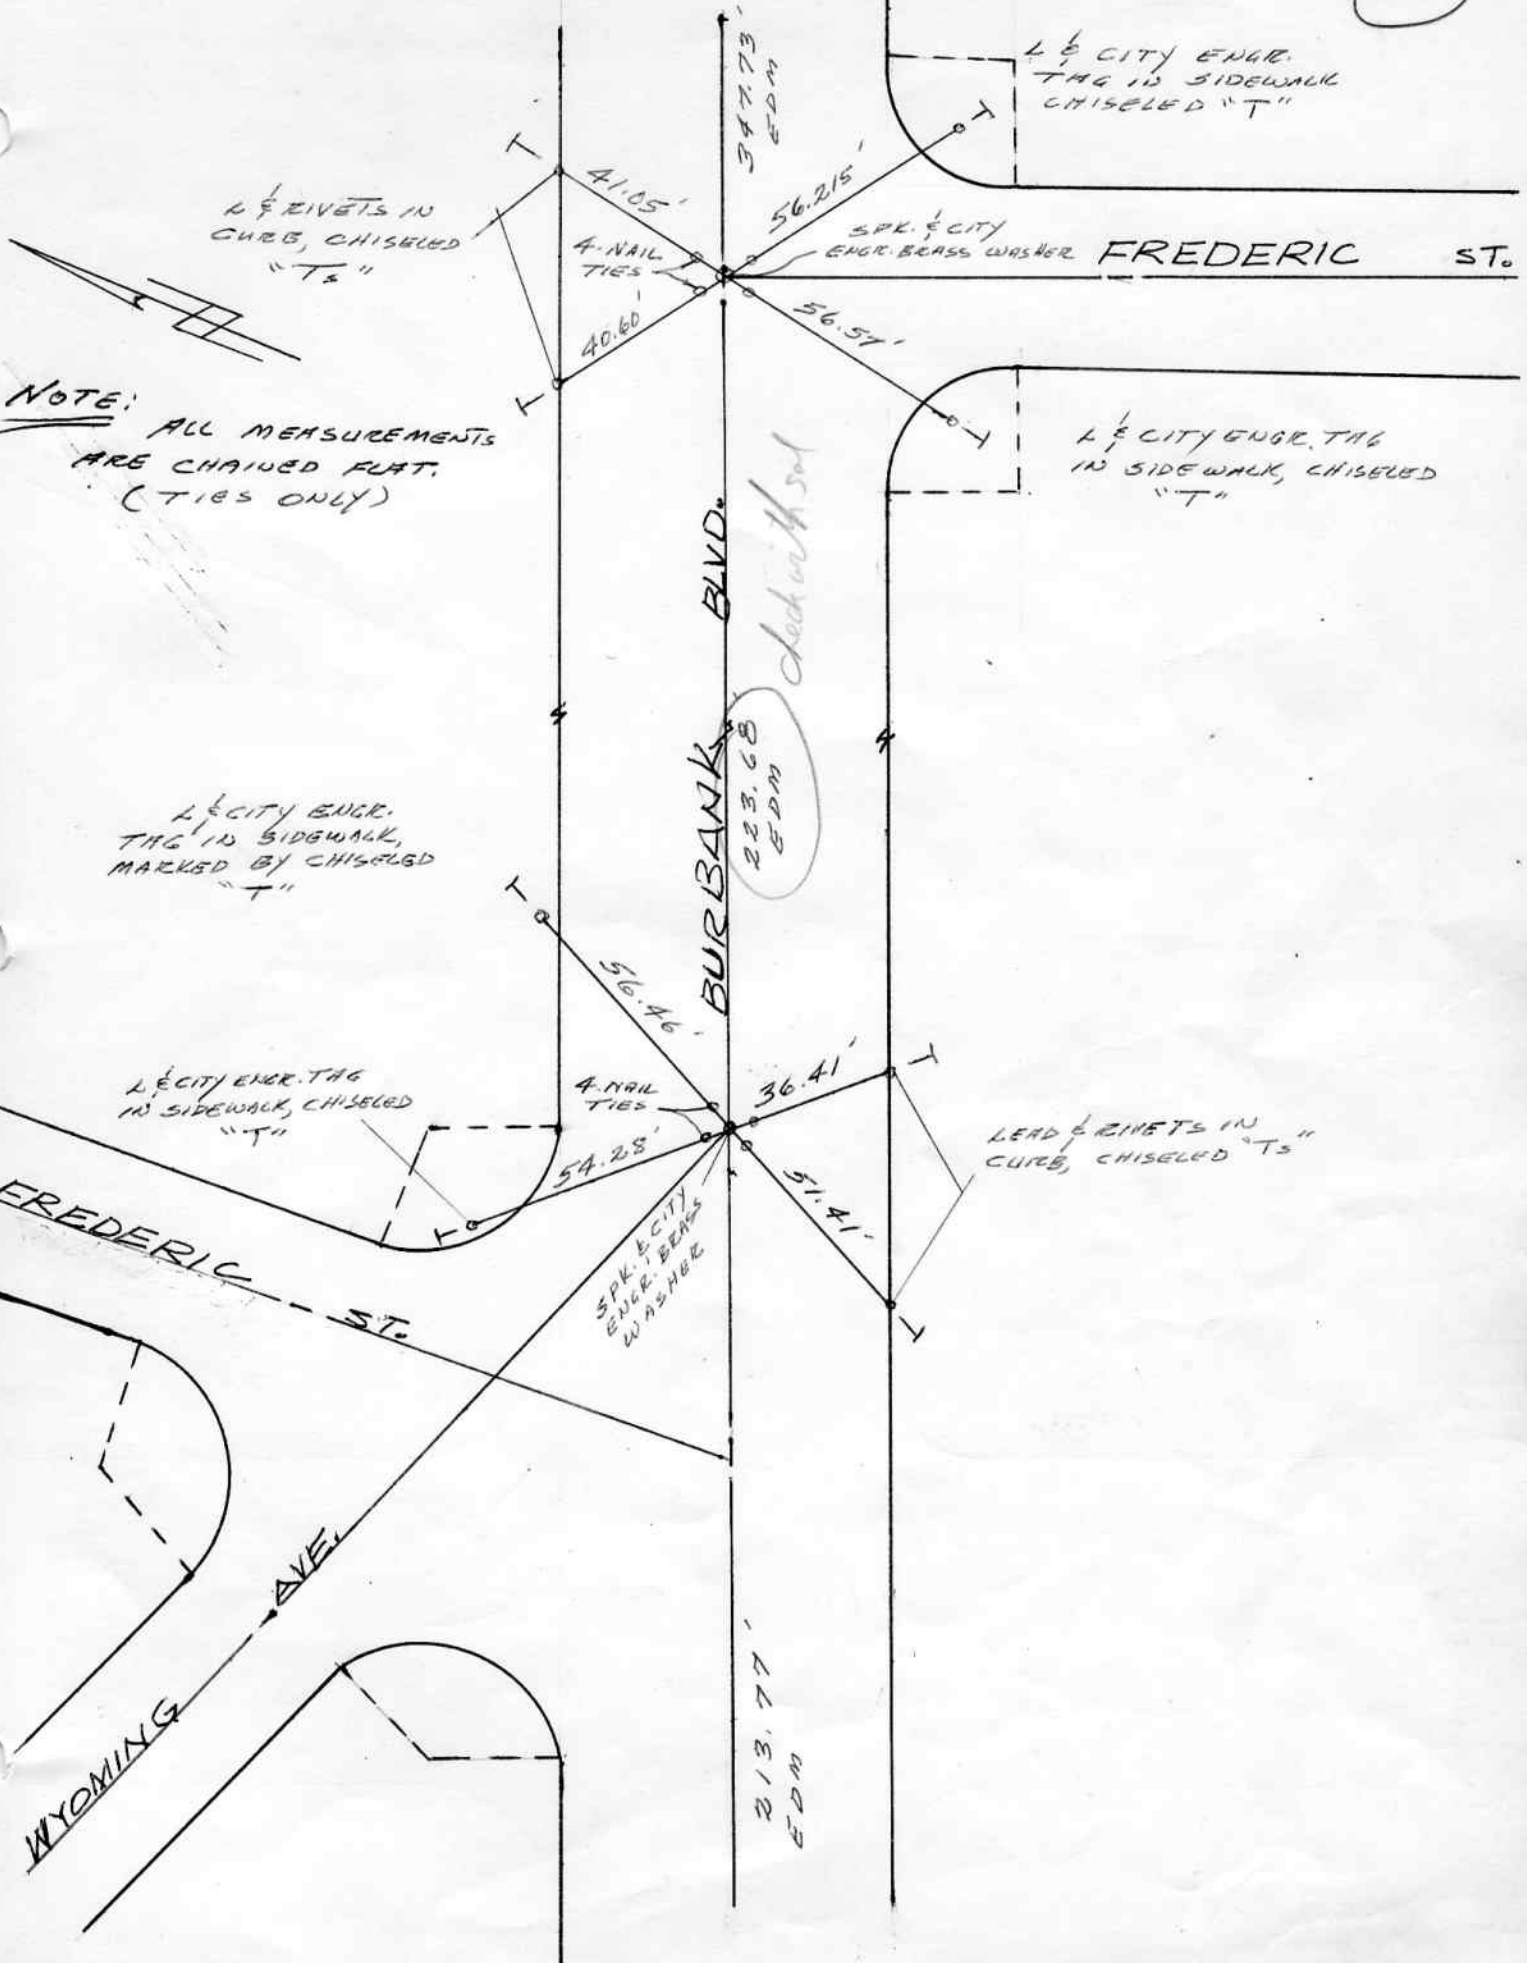 347.73'
EDM
L & CITY ENGR.
TAG IN SIDEWALK
CHISELED "T"
T
T
41.05'
56.215'
L & RIVETS IN
CURB, CHISELED
"Ts"
4-NAIL
TIES
SPK. & CITY
ENGR. BRASS WASHER
FREDERIC ST.
40.60'
56.57'
T
T
NOTE:
ALL MEASUREMENTS
ARE CHAINED FLAT.
(TIES ONLY)
L & CITY ENGR. TAG
IN SIDEWALK, CHISELED
"T"
BURBANK BLVD.
check with
223.68'
EDM
L & CITY ENGR.
TAG IN SIDEWALK,
MARKED BY CHISELED
"T"
T
56.46'
L & CITY ENGR. TAG
IN SIDEWALK, CHISELED
"T"
4-NAIL
TIES
36.41'
T
54.28'
T
51.41'
LEAD & RIVETS IN
CURB, CHISELED "Ts"
T
SPK. & CITY
ENGR. BRASS
WASHER
FREDERIC ST.
WYOMING AVE.
213.77'
EDM